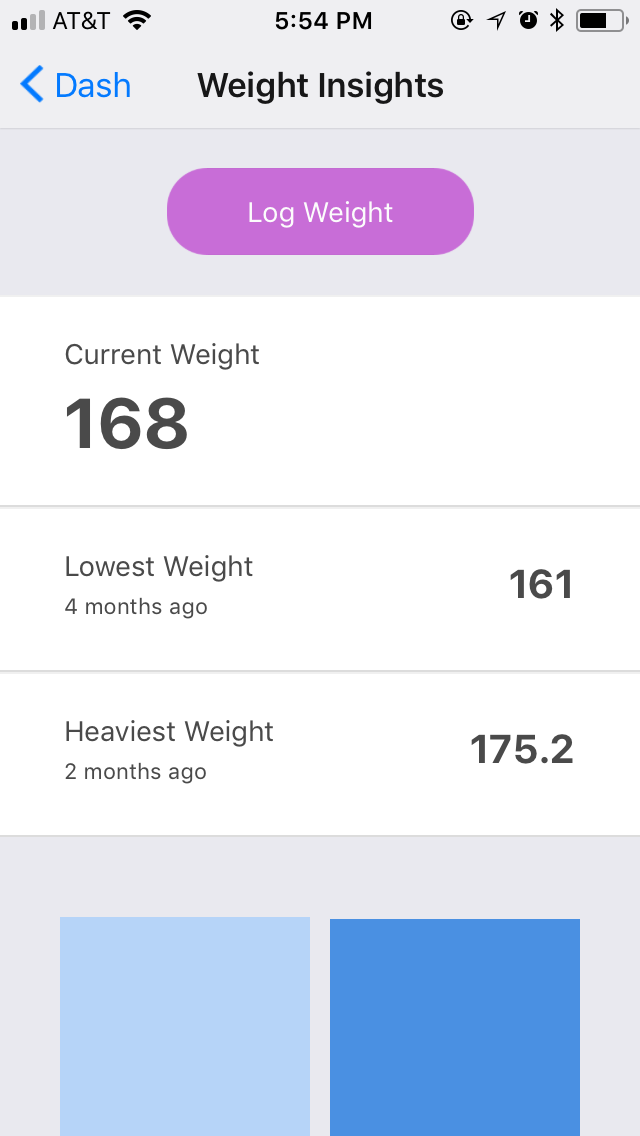 AT&T 5:54 PM
Dash Weight Insights
Log Weight
Current Weight
168
Lowest Weight
161
4 months ago
Heaviest Weight
175.2
2 months ago